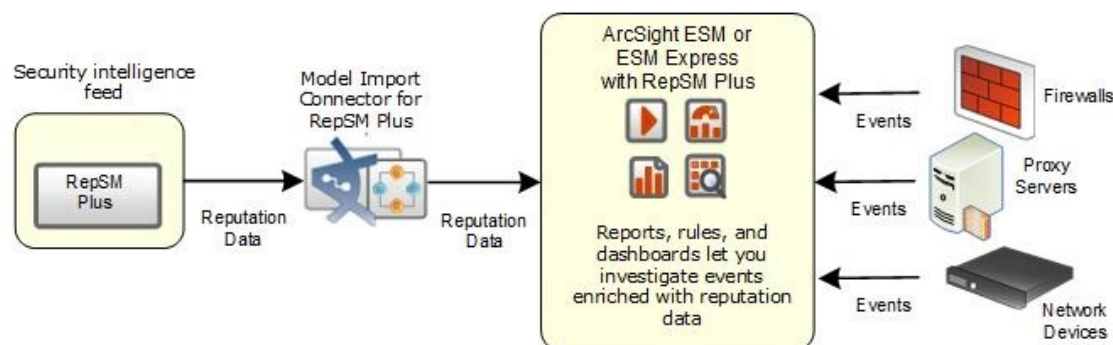 Security intelligence
feed
RepSM
Plus
Reputation
Data
Model Import
Connector for
RepSM Plus
Reputation
Data
ArcSight ESM or
ESM Express
with RepSM Plus
Reports, rules, and
dashboards let you
investigate events
enriched with reputation
data
Events
Firewalls
Events
Proxy
Servers
Events
Network
Devices